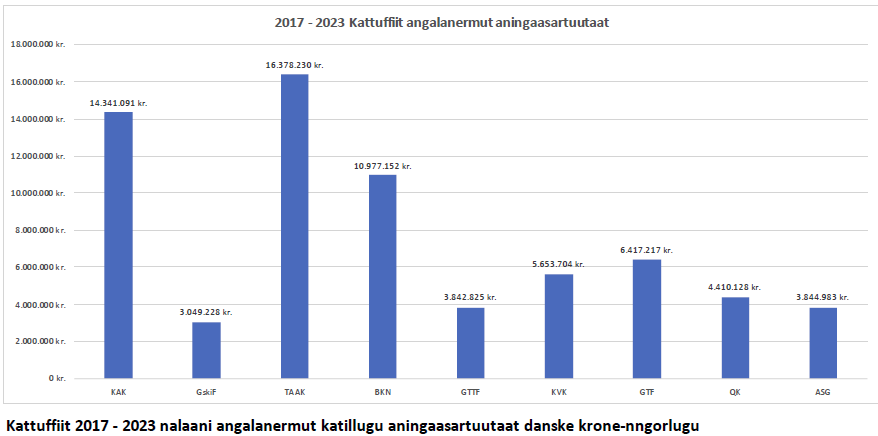 2017 - 2023 Kattuffiit angalanermut aningaasartuutaat
18.000.000 kr.
16.000.000 kr.
14.000.000 kr.
12.000.000 kr.
10.000.000 kr.
8.000.000 kr.
6.000.000 kr.
4.000.000 kr.
2.000.000 kr.
0 kr.
14.341.091 kr.
3.049.228 kr.
16.378.230 kr.
10.977.152 kr.
3.842.825 kr.
5.653.704 kr.
6.417.217 kr.
4.410.128 kr.
3.844.983 kr.
KAK GskiF TAAK BKN GTTF KVK GTF QK ASG
Kattuffiit 2017 - 2023 nalaani angalanermut katillugu aningaasartuutaat danske krone-nngorlugu